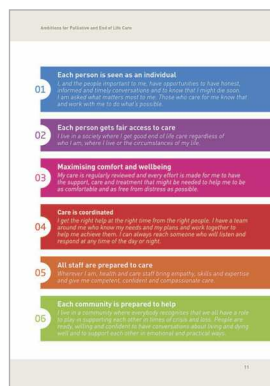 Ambitions for Palliative and End of Life Care
01
Each person is seen as an individual
I, and the people important to me, have opportunities to have honest,
informed and timely conversations and to know that I might die soon.
I am asked what matters most to me. Those who care for me know that
and work with me to do what's possible.
02
Each person gets fair access to care
I live in a society where I get good end of life care regardless of
who I am, where I live or the circumstances of my life.
03
Maximising comfort and wellbeing
My care is regularly reviewed and every effort is made for me to have
the support, care and treatment that might be needed to help me to be
as comfortable and as free from distress as possible.
04
Care is coordinated
I get the right help at the right time from the right people. I have a team
around me who know my needs and my plans and work together to
help me achieve them. I can always reach someone who will listen and
respond at any time of the day or night.
05
All staff are prepared to care
Wherever I am, health and care staff bring empathy, skills and expertise
and give me competent, confident and compassionate care.
06
Each community is prepared to help
I live in a community where everybody recognises that we all have a role
to play in supporting each other in times of crisis and loss. People are
ready, willing and confident to have conversations about living and dying
well and to support each other in emotional and practical ways.
11